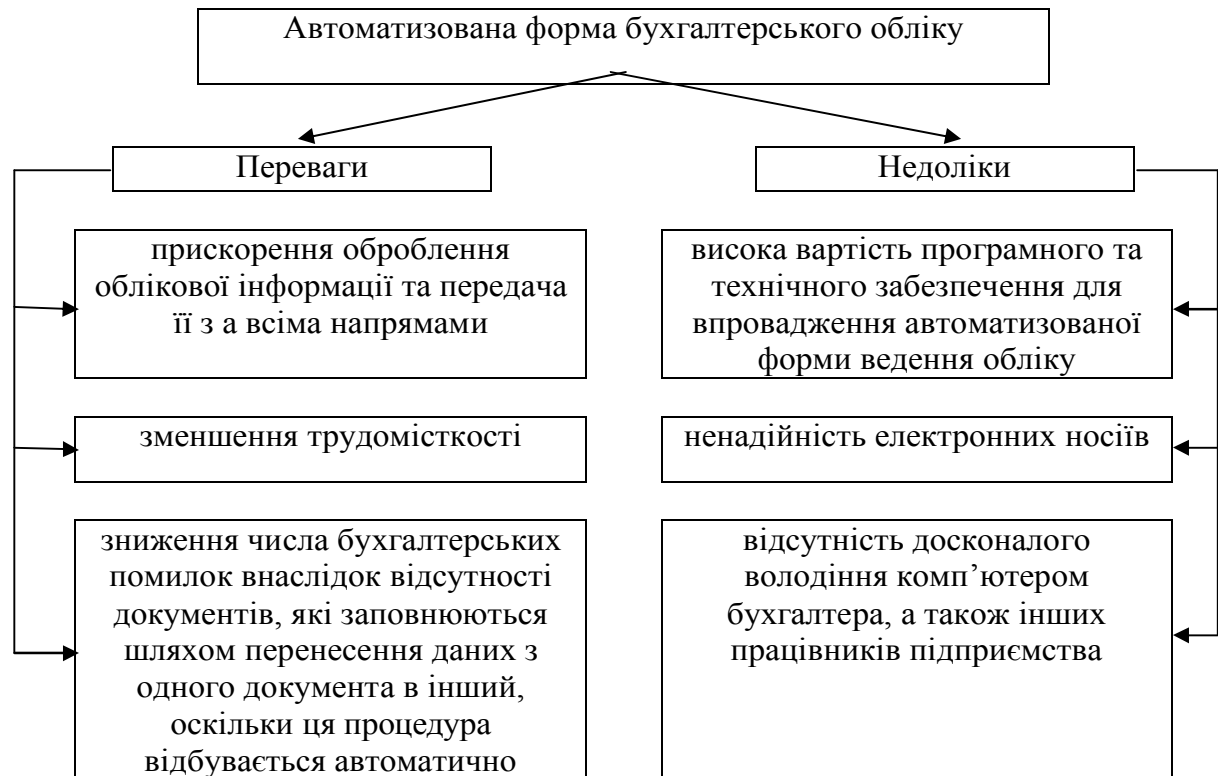 Автоматизована форма бухгалтерського обліку
Переваги
Недоліки
прискорення оброблення
облікової інформації та передача
її з а всіма напрямами
висока вартість програмного та
технічного забезпечення для
впровадження автоматизованої
форми ведення обліку
зменшення трудомісткості
ненадійність електронних носіїв
зниження числа бухгалтерських
помилок внаслідок відсутності
документів, які заповнюються
шляхом перенесення даних з
одного документа в інший,
оскільки ця процедура
відбувається автоматично
відсутність досконалого
володіння комп’ютером
бухгалтера, а також інших
працівників підприємства